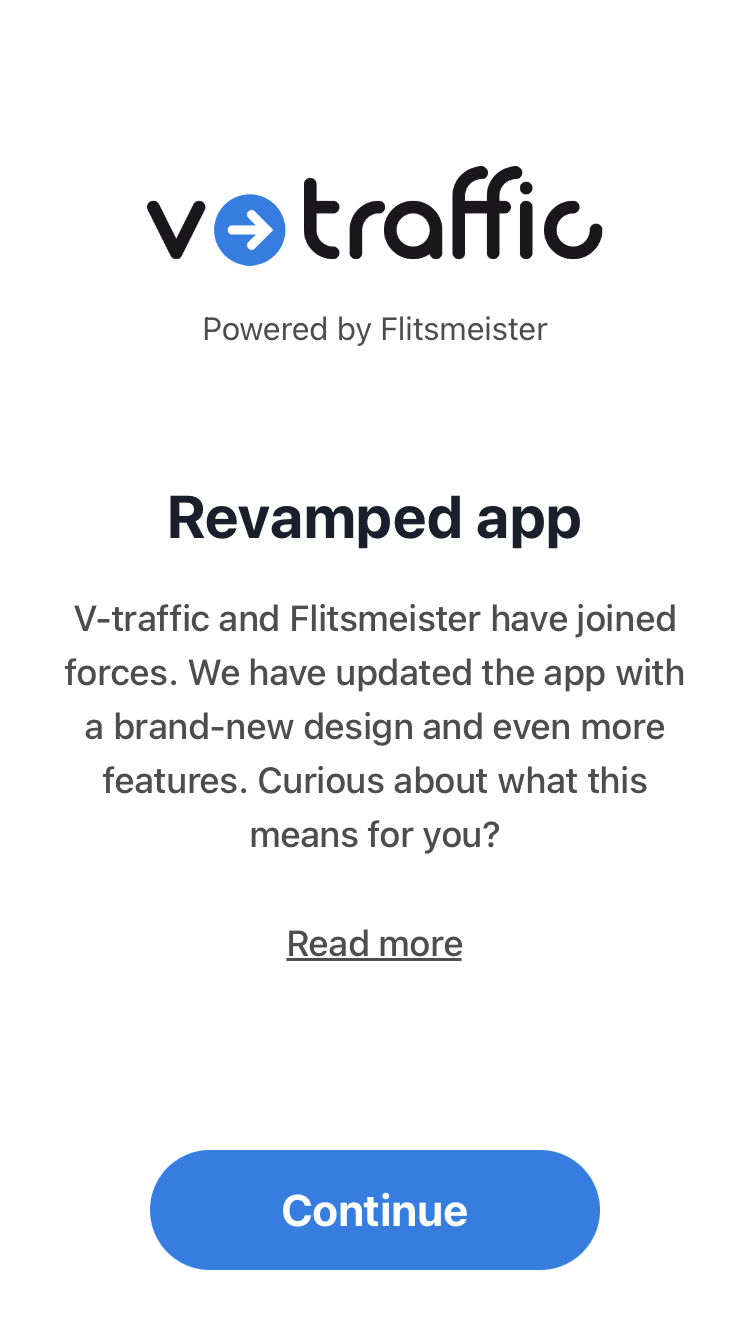 v traffic
Powered by Flitsmeister
Revamped app
V-traffic and Flitsmeister have joined
forces. We have updated the app with
a brand-new design and even more
features. Curious about what this
means for you?
Read more
Continue